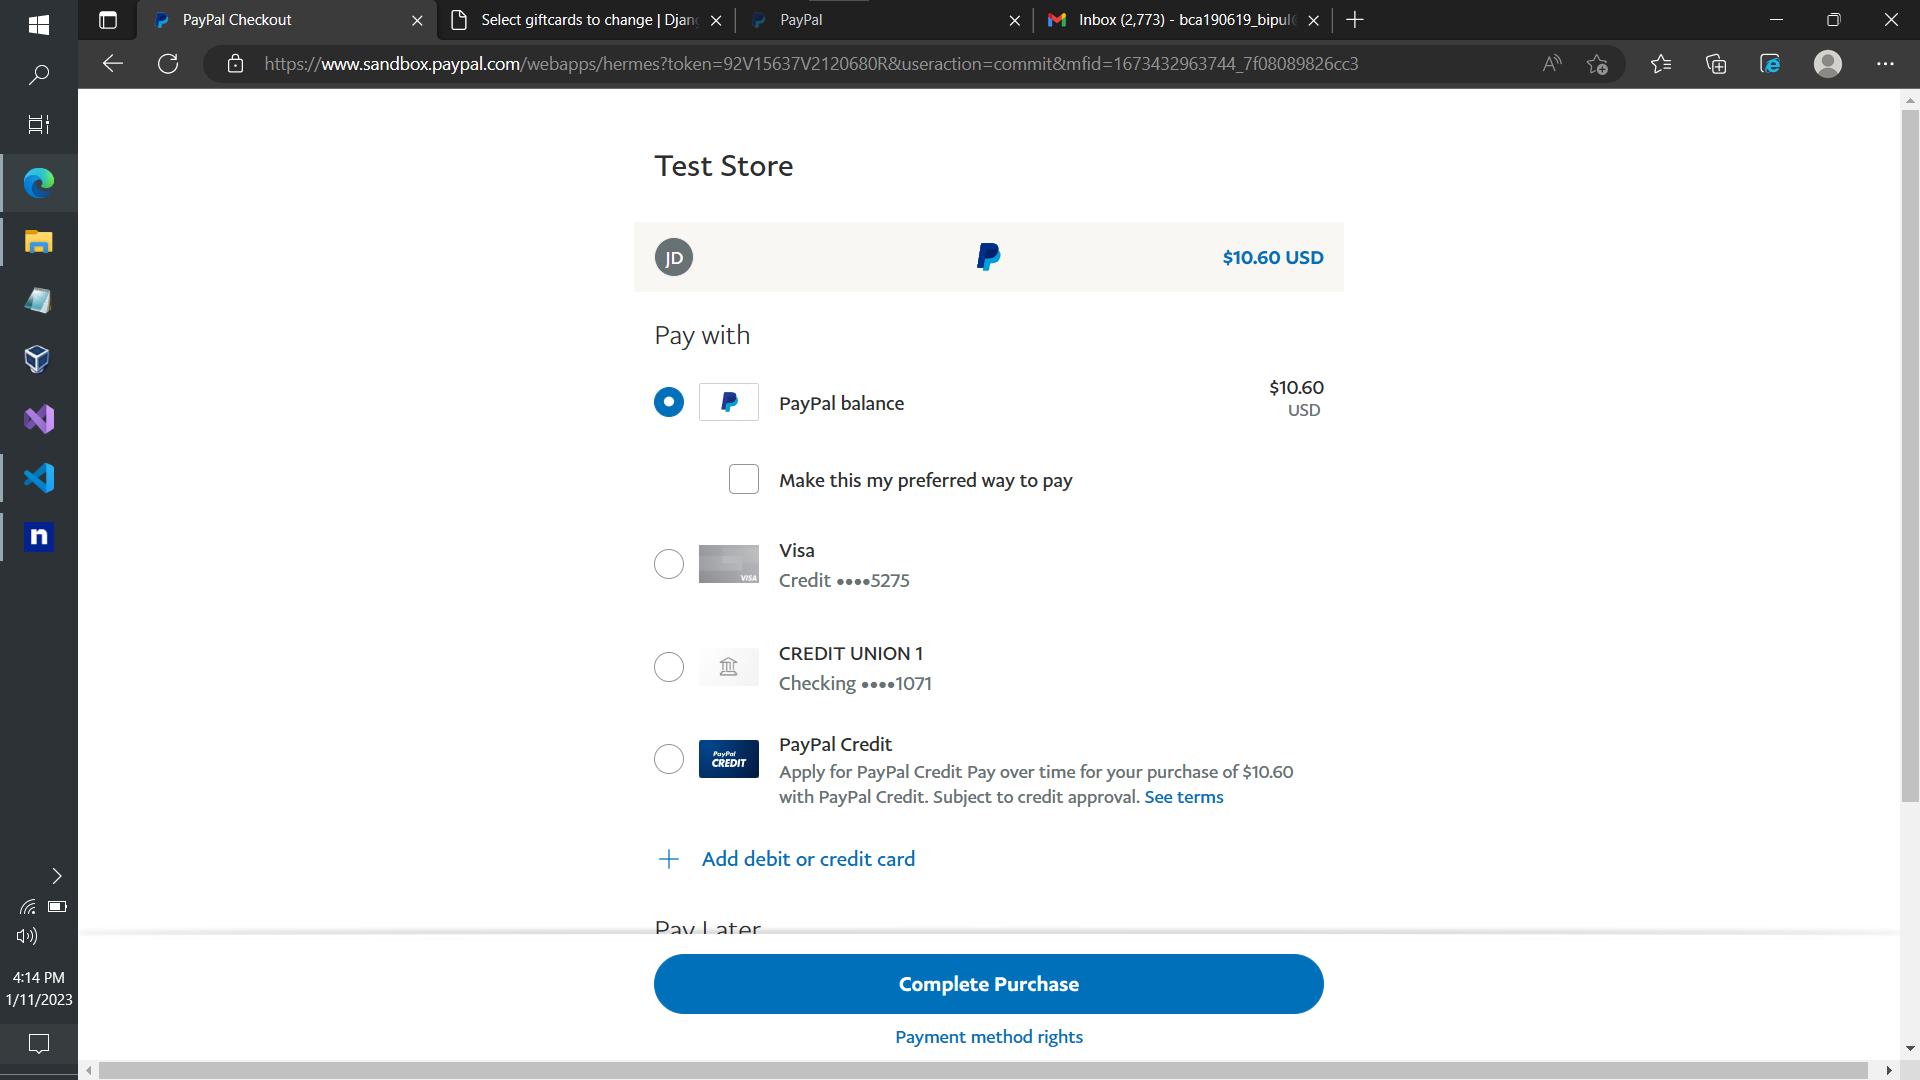 PayPal Checkout
Select giftcards to change | Djan
PayPal
Inbox (2,773) - bca190619_bipul@
https://www.sandbox.paypal.com/webapps/hermes?token=92V15637V2120680R&useraction=commit&mfid=1673432963744_7f08089826cc3
Test Store
JD
$10.60 USD
Pay with
PayPal balance
$10.60
USD
Make this my preferred way to pay
VISA
Visa
Credit ••••5275
CREDIT UNION 1
Checking ••••1071
PayPal
CREDIT
PayPal Credit
Apply for PayPal Credit Pay over time for your purchase of $10.60
with PayPal Credit. Subject to credit approval. See terms
Add debit or credit card
Pay Later
Complete Purchase
Payment method rights
n
4:14 PM
1/11/2023